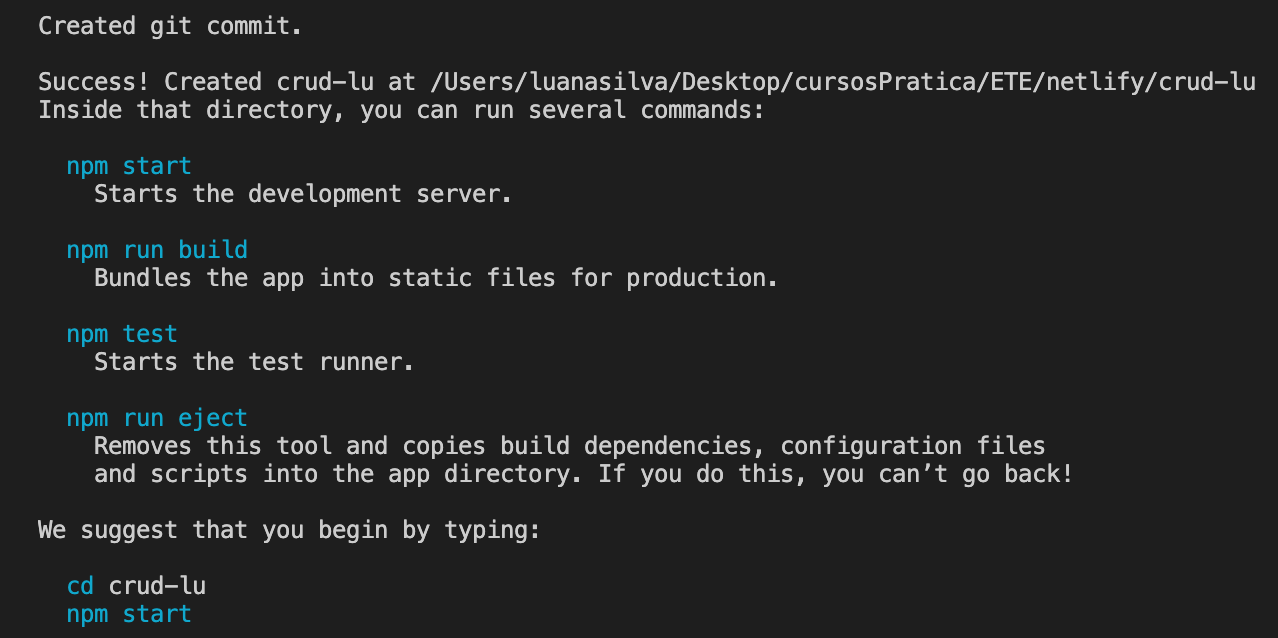 Created git commit.
Success! Created crud-lu at /Users/luanasilva/Desktop/cursosPratica/ETE/netlify/crud-lu
Inside that directory, you can run several commands:
npm start
Starts the development server.
npm run build
Bundles the app into static files for production.
npm test
Starts the test runner.
npm run eject
Removes this tool and copies build dependencies, configuration files
and scripts into the app directory. If you do this, you can’t go back!
We suggest that you begin by typing:
cd crud-lu
npm start